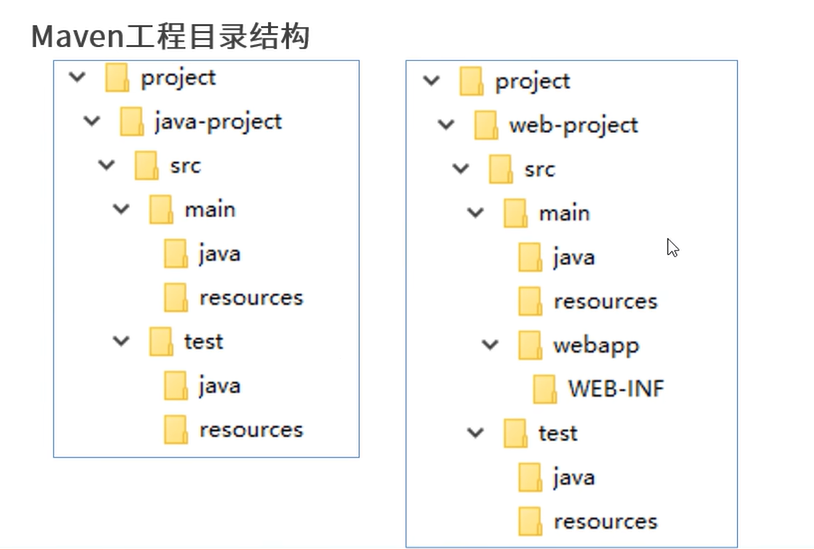 Maven工程目录结构
project
java-project
src
main
java
resources
test
java
resources
project
web-project
src
main
java
resources
webapp
WEB-INF
test
java
resources